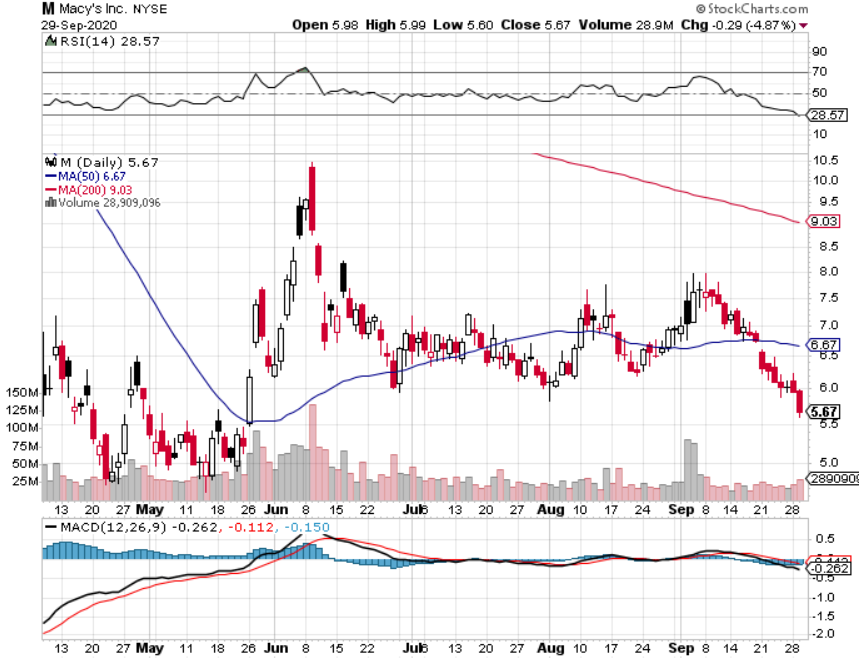 M Macy's Inc. NYSE © StockCharts.com
29-Sep-2020 Open 5.98 High 5.99 Low 5.60 Close 5.67 Volume 28.9M Chg -0.29 (-4.87%)
RSI(14) 28.57
90
70
50
28.57
10
M (Daily) 5.67
MA(50) 6.67
MA(200) 9.03
Volume 28,909,096
10.5
10.0
9.5
9.03
8.5
8.0
7.5
7.0
6.67
6.5
6.0
5.67
5.5
5.0
150M
125M
100M
75M
50M
25M
2890909
13 20 27 May 11 18 26 Jun 8 15 22 Jul 6 13 20 27 Aug 10 17 24 Sep 8 14 21 28
MACD(12,26,9) -0.262, -0.112, -0.150
0.5
-0.262
-0.5
-1.0
-1.5
-2.0
13 20 27 May 11 18 26 Jun 8 15 22 Jul 6 13 20 27 Aug 10 17 24 Sep 8 14 21 28